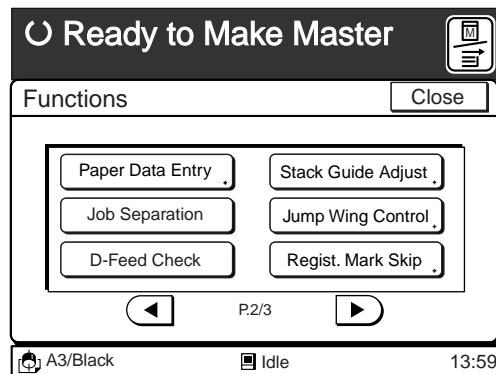 Ready to Make Master
M
Functions
Close
Paper Data Entry
Stack Guide Adjust
Job Separation
Jump Wing Control
D-Feed Check
Regist. Mark Skip
P.2/3
A3/Black
Idle
13:59